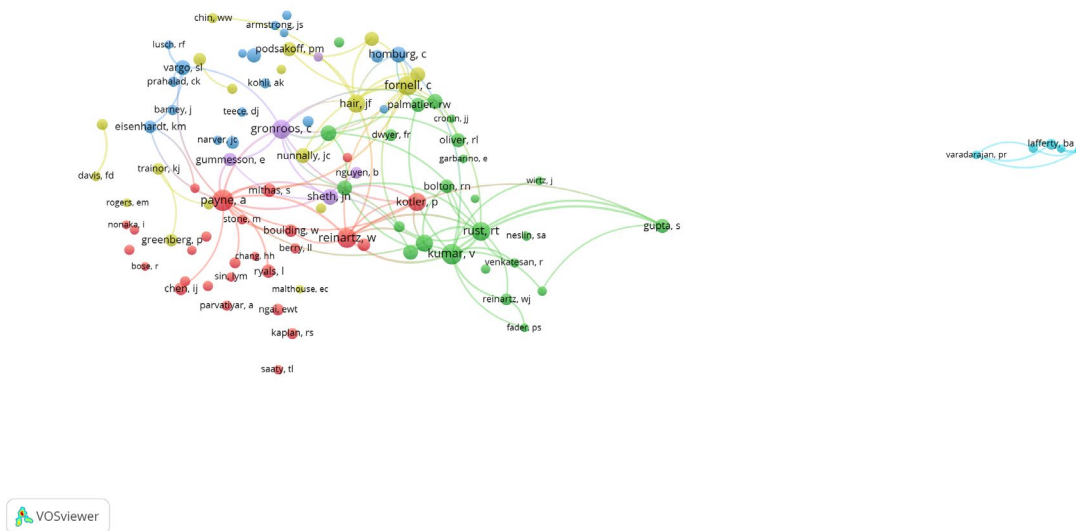 chin, ww
armstrong, js
lusch, rf
podsakoff, pm
homburg, c
vargo, sl
prahalad, ck
kohli, ak
fornell, c
barney, j
teece, dj
hair, jf
palmatier, rw
cronin, jj
eisenhardt, km
gronroos, c
dwyer, fr
oliver, rl
narver, jc
lafferty, ba
varadarajan, pr
gummesson, e
nunnally, jc
garbarino, e
davis, fd
trainor, kj
nguyen, b
wirtz, j
mithas, s
bolton, rn
sheth, jn
payne, a
kotler, p
rogers, em
nonaka, i
stone, m
gupta, s
greenberg, p
boulding, w
reinartz, w
rust, rt
neslin, sa
berry, ll
kumar, v
chang, hh
venkatesan, r
bose, r
sin, lym
ryals, l
chen, ij
malthouse, ec
reinartz, wj
parvatiyar, a
ngai, ewt
kaplan, rs
fader, ps
saaty, tl
VOSviewer